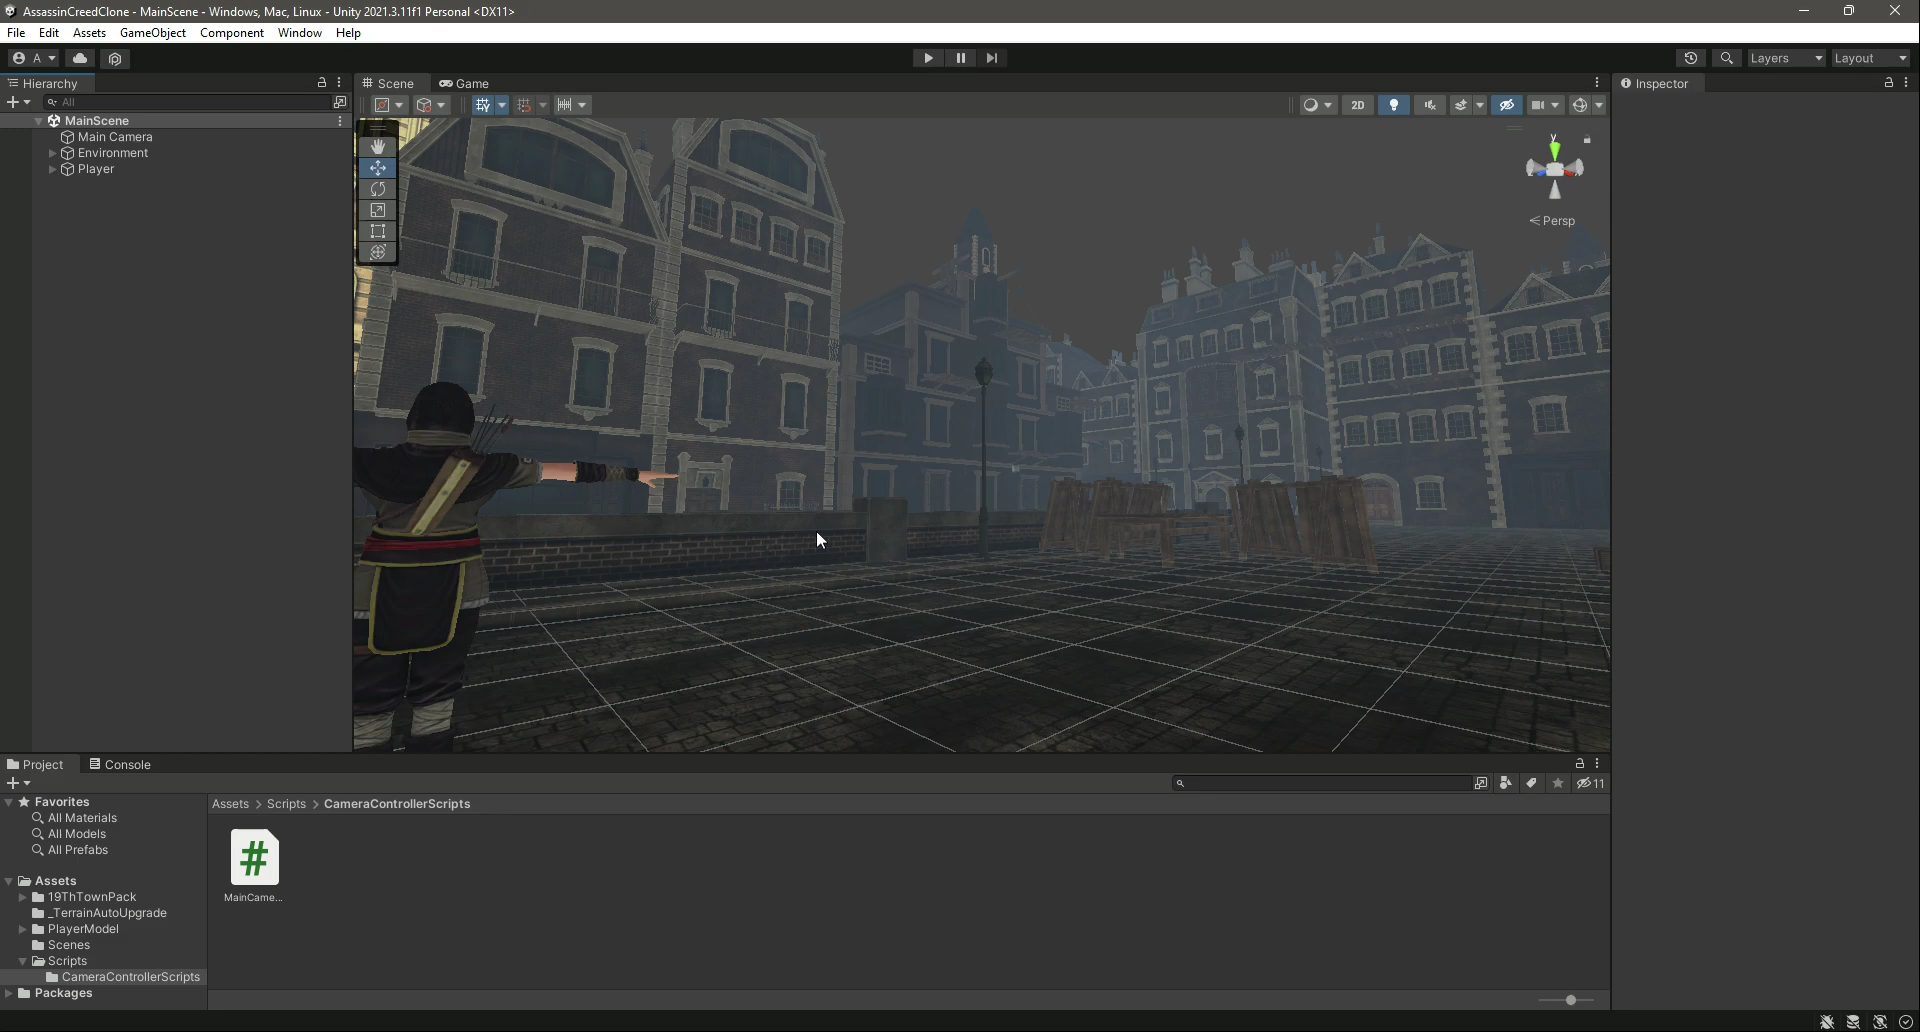 AssassinCreedClone - MainScene - Windows, Mac, Linux - Unity 2021.3.11f1 Personal <DX11>
File Edit Assets GameObject Component Window Help
A Layers Layout
Hierarchy
All
MainScene
Main Camera
Environment
Player
Scene Game
2D
y
Persp
Inspector
Project Console
11
Favorites
All Materials
All Models
All Prefabs
Assets
19ThTownPack
_TerrainAutoUpgrade
PlayerModel
Scenes
Scripts
CameraControllerScripts
Packages
Assets > Scripts > CameraControllerScripts
#
MainCame...